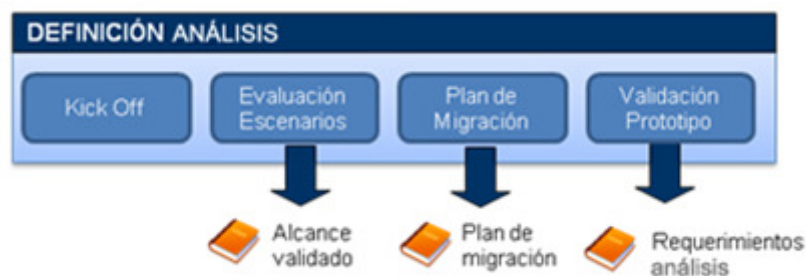 DEFINICIÓN ANÁLISIS
Kick Off
Evaluación
Escenarios
Plan de
Migración
Validación
Prototipo
Alcance
validado
Plan de
migración
Requerimientos
análisis